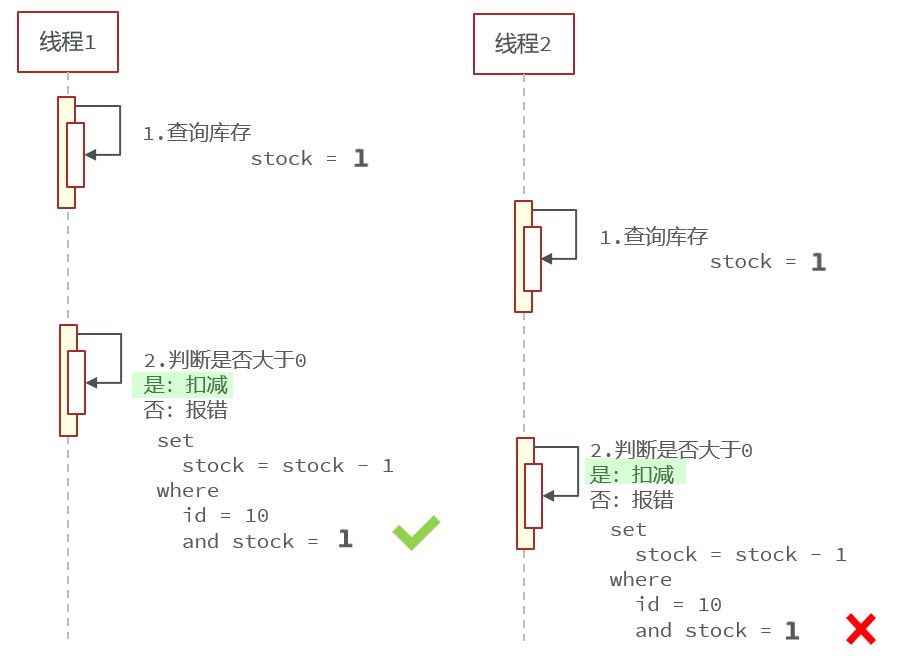 线程1
1.查询库存
stock = 1
2.判断是否大于0
是: 扣减
否: 报错
set
stock = stock - 1
where
id = 10
and stock = 1
线程2
1.查询库存
stock = 1
2.判断是否大于0
是: 扣减
否: 报错
set
stock = stock - 1
where
id = 10
and stock = 1